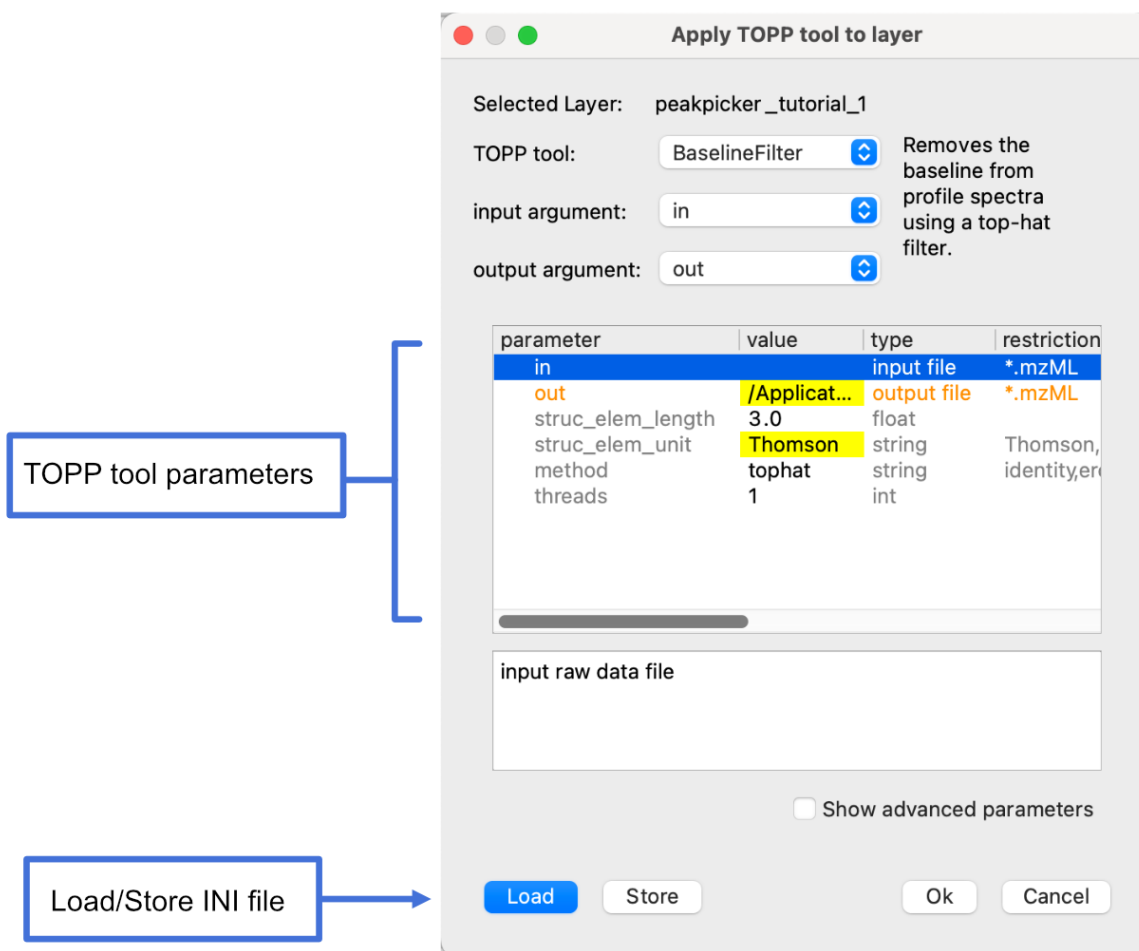 Apply TOPP tool to layer
Selected Layer: peakpicker_tutorial_1
TOPP tool: BaselineFilter
Removes the
baseline from
profile spectra
using a top-hat
filter.
input argument: in
output argument: out
parameter value type restriction
in input file *.mzML
out /Applicat... output file *.mzML
struc_elem_length 3.0 float
struc_elem_unit Thomson string Thomson,
method tophat string identity,er
threads 1 int
TOPP tool parameters
input raw data file
Show advanced parameters
Load/Store INI file
Load Store Ok Cancel